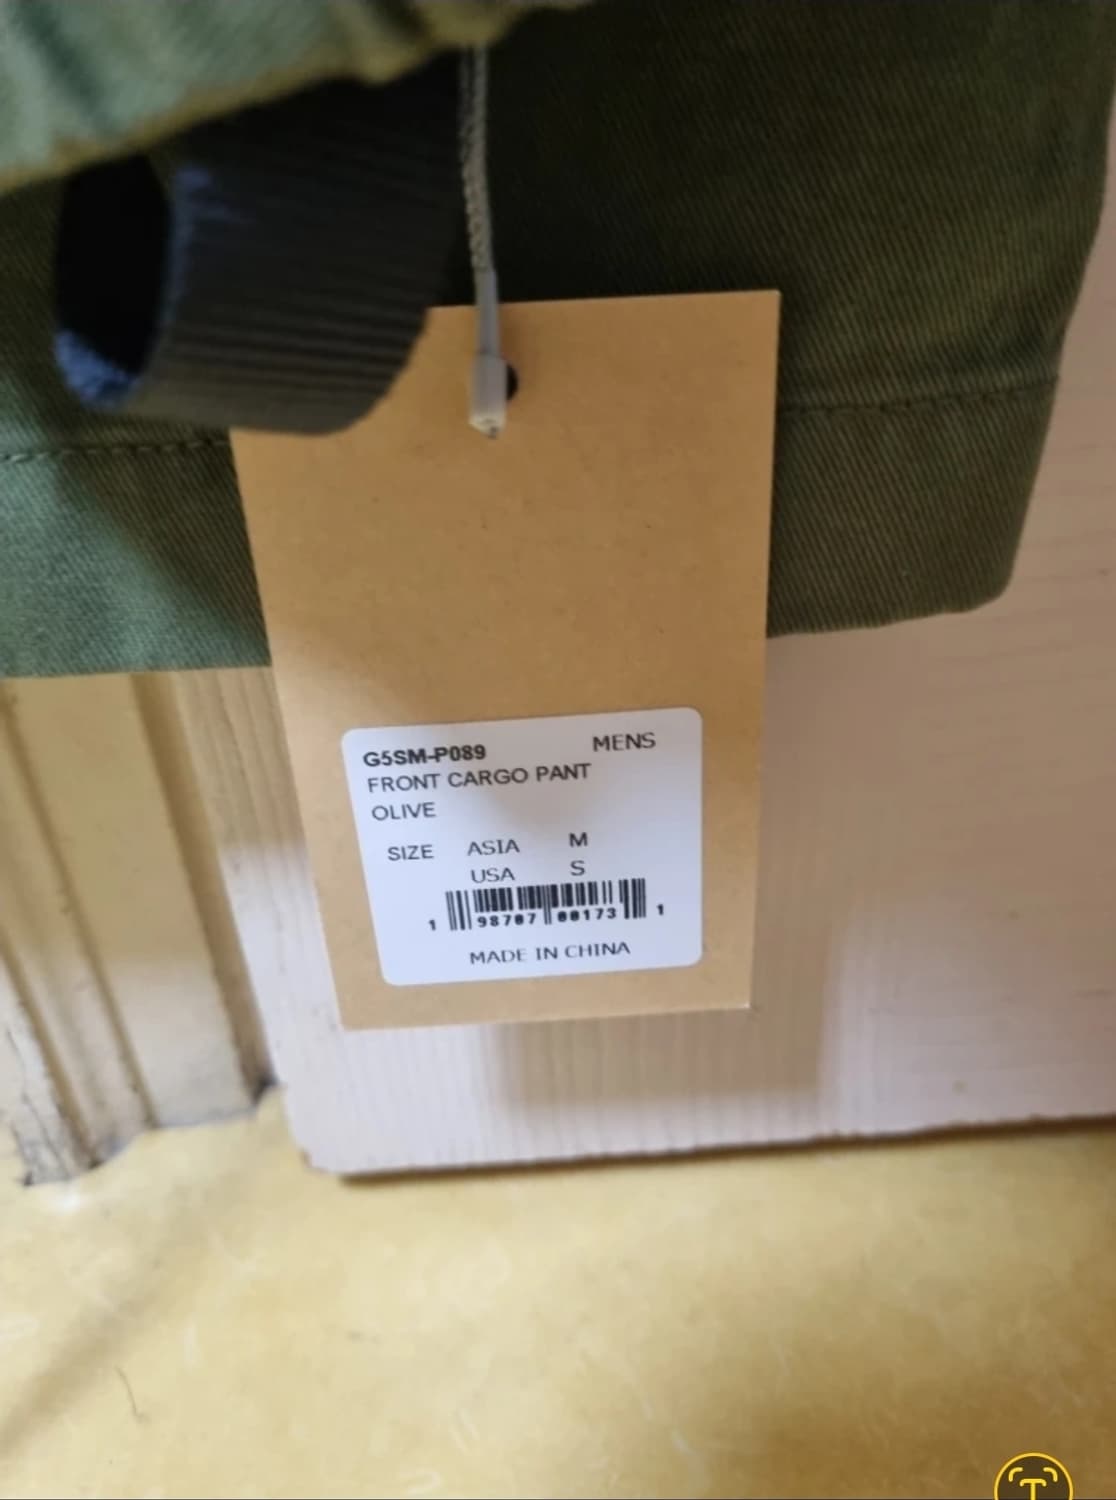 G5SM-P089 MENS
FRONT CARGO PANT
OLIVE
SIZE ASIA M
USA S
1 98707 00173 1
MADE IN CHINA